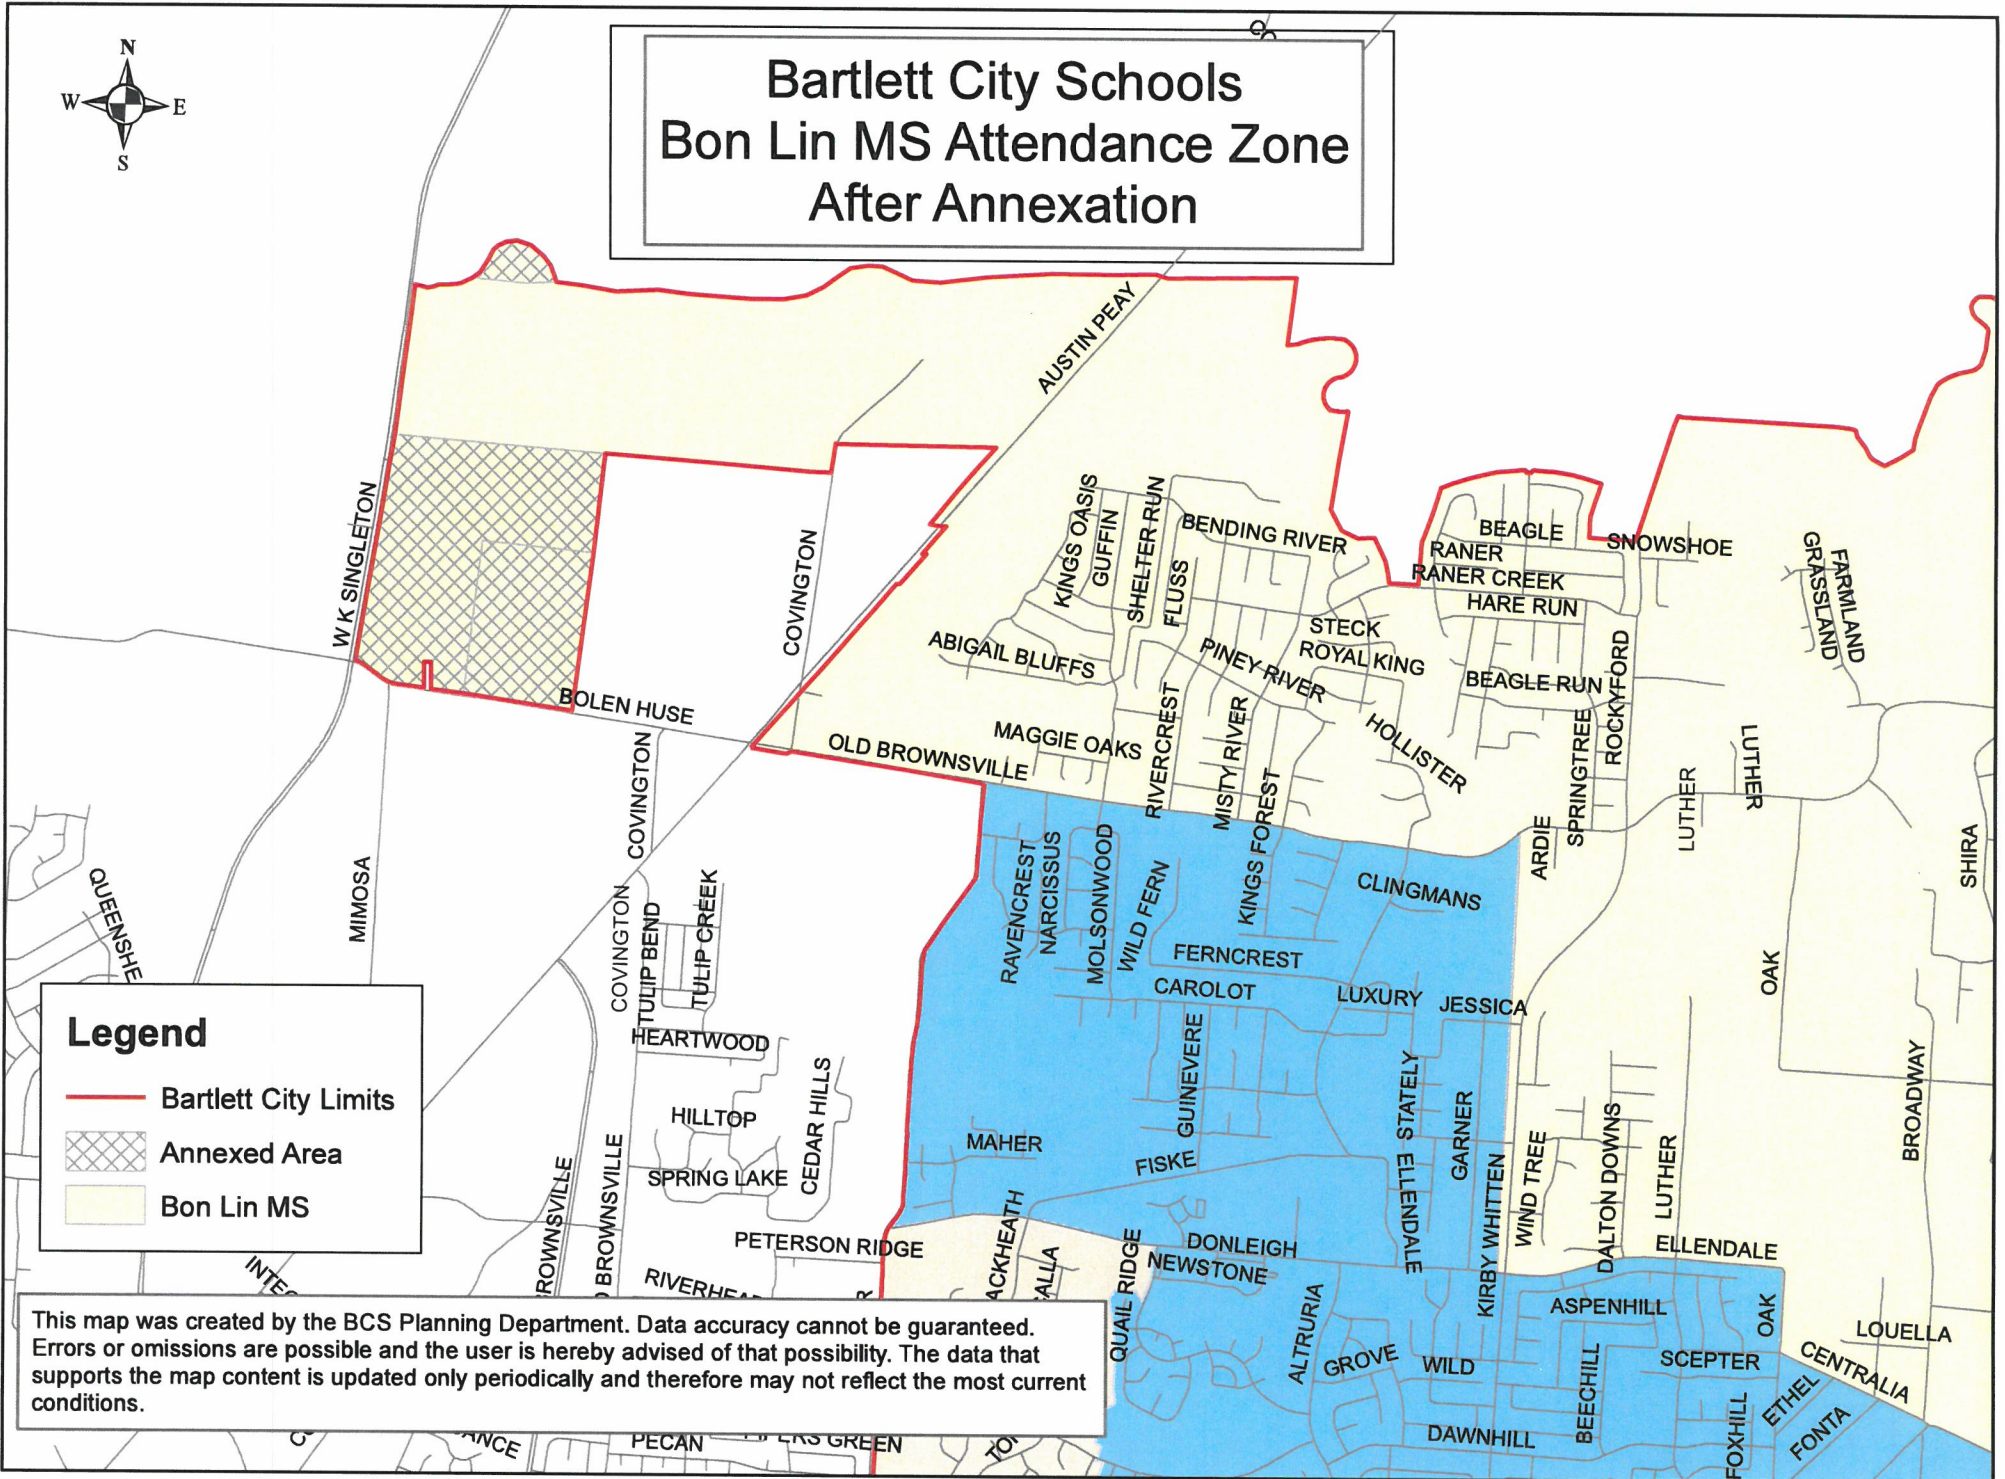 N
W E
S
Bartlett City Schools
Bon Lin MS Attendance Zone
After Annexation
AUSTIN PEAY
W K SINGLETON
COVINGTON
KINGS OASIS
GUFFIN
SHELTER RUN
FLUSS
BENDING RIVER
BEAGLE
RANER
SNOWSHOE
RANER CREEK
HARE RUN
GRASSLAND
FARMLAND
STECK
ROYAL KING
ABIGAIL BLUFFS
PINEY RIVER
BEAGLE RUN
ROCKYFORD
BOLEN HUSE
OLD BROWNSVILLE
MAGGIE OAKS
RIVERCREST
MISTY RIVER
KINGS FOREST
HOLLISTER
SPRINGTREE
LUTHER
LUTHER
ARDIE
SHIRA
COVINGTON
MIMOSA
QUEENSHE
COVINGTON
TULIP BEND
TULIP CREEK
RAVENCREST
NARCISSUS
MOLSONWOOD
WILD FERN
CLINGMANS
FERNCREST
CAROLOT
LUXURY
JESSICA
OAK
HEARTWOOD
HILLTOP
CEDAR HILLS
SPRING LAKE
GUINEVERE
STATELY
GARNER
MAHER
FISKE
ELLENDALE
KIRBY WHITTEN
WIND TREE
DALTON DOWNS
LUTHER
BROADWAY
Legend
Bartlett City Limits
Annexed Area
Bon Lin MS
ROWNSVILLE
BROWNSVILLE
PETERSON RIDGE
RIVERHEA
ACKHEATH
ALLA
QUAIL RIDGE
DONLEIGH
NEWSTONE
ELLENDALE
ALTRURIA
GROVE
WILD
ASPENHILL
OAK
LOUELLA
SCEPTER
CENTRALIA
BEECHILL
ETHEL
FONTA
FOXHILL
DAWNHILL
INTEG
This map was created by the BCS Planning Department. Data accuracy cannot be guaranteed.
Errors or omissions are possible and the user is hereby advised of that possibility. The data that
supports the map content is updated only periodically and therefore may not reflect the most current
conditions.
ANCE
PECAN
PIPERS GREEN